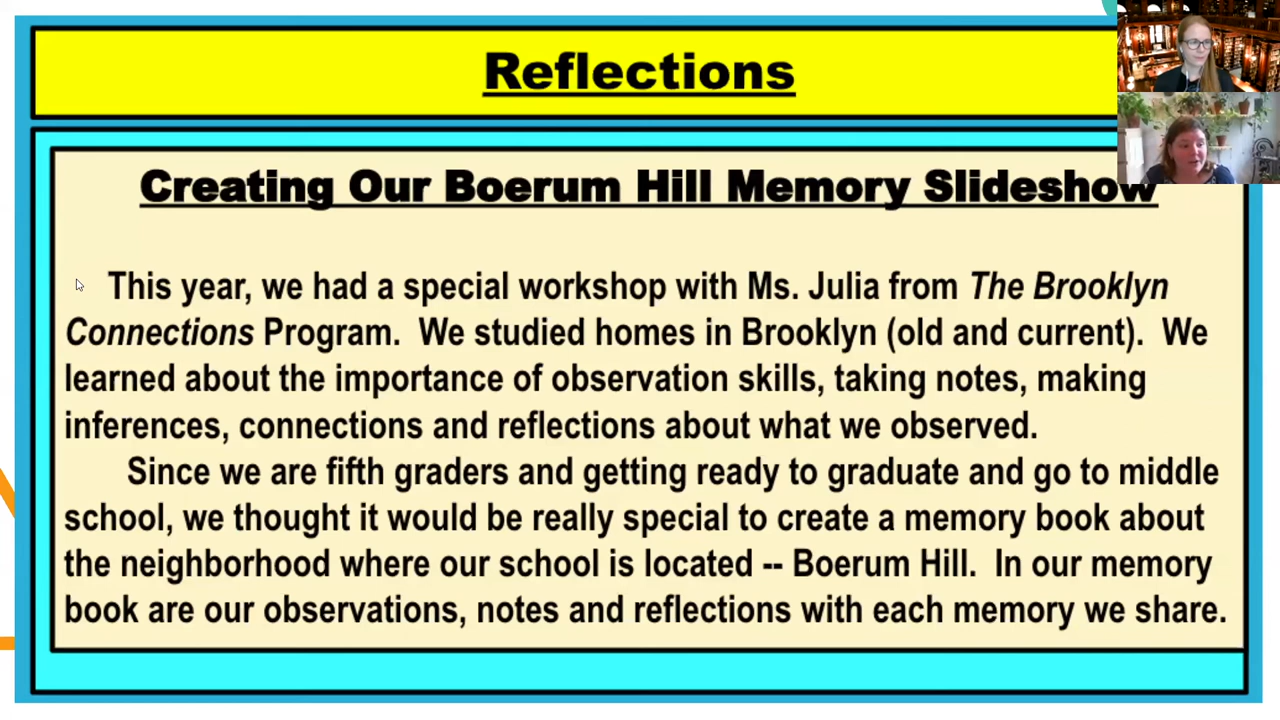 Reflections
Creating Our Boerum Hill Memory Slideshow
This year, we had a special workshop with Ms. Julia from The Brooklyn
Connections Program. We studied homes in Brooklyn (old and current). We
learned about the importance of observation skills, taking notes, making
inferences, connections and reflections about what we observed.
Since we are fifth graders and getting ready to graduate and go to middle
school, we thought it would be really special to create a memory book about
the neighborhood where our school is located -- Boerum Hill. In our memory
book are our observations, notes and reflections with each memory we share.